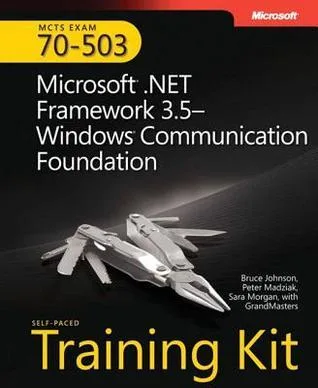 MCTS EXAM
70-503
Microsoft
Microsoft® .NET
Framework 3.5–
Windows® Communication
Foundation
Bruce Johnson,
Peter Madziak,
Sara Morgan, with
GrandMasters
SELF-PACED
Training Kit